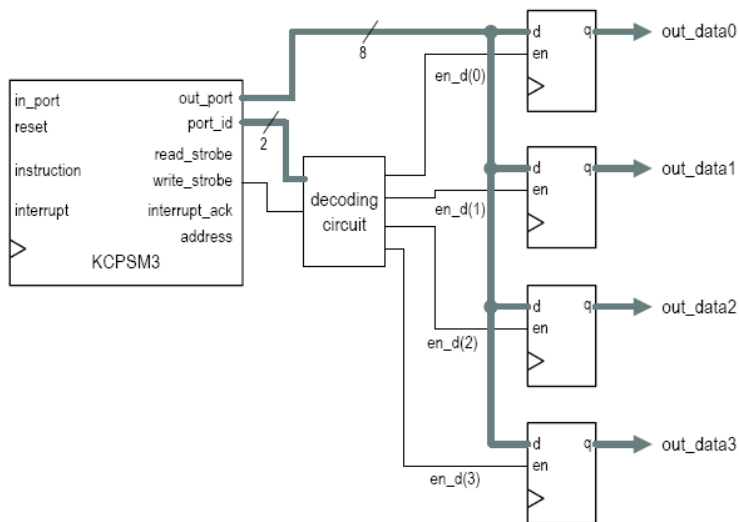 in_port
reset
instruction
interrupt
out_port
port_id
read_strobe
write_strobe
interrupt_ack
address
KCPSM3
8
2
decoding
circuit
en_d(0)
en_d(1)
en_d(2)
en_d(3)
d q
en
out_data0
d q
en
out_data1
d q
en
out_data2
d q
en
out_data3